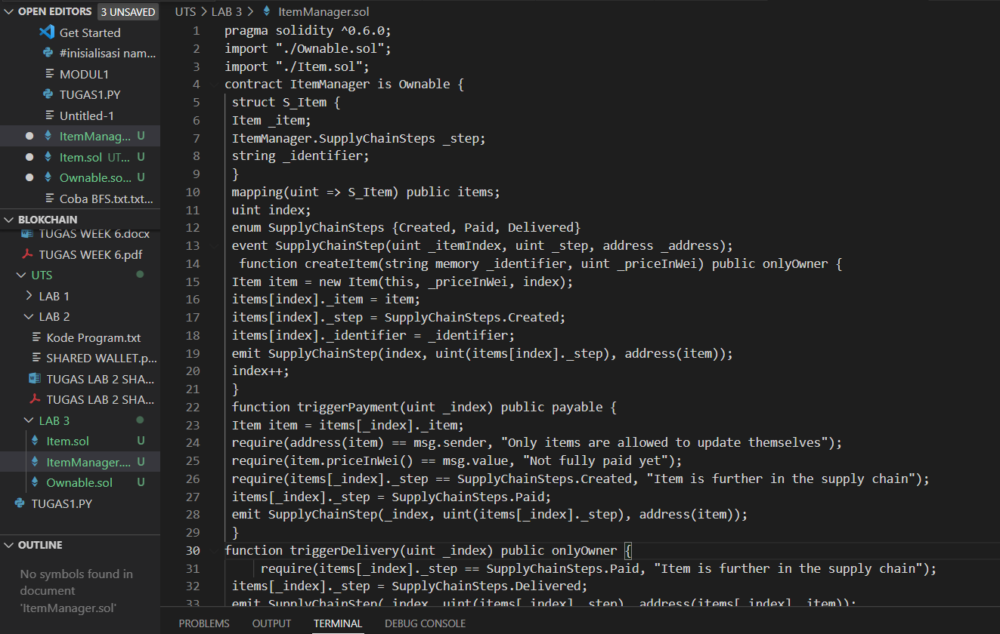 OPEN EDITORS 3 UNSAVED
Get Started
#inisialisasi nam...
MODUL1
TUGAS1.PY
Untitled-1
ItemManag... U
Item.sol UT... U
Ownable.so... U
Coba BFS.txt.txt...
BLOKCHAIN
TUGAS WEEK 6.docx
TUGAS WEEK 6.pdf
UTS
LAB 1
LAB 2
Kode Program.txt
SHARED WALLET.p...
TUGAS LAB 2 SHA...
TUGAS LAB 2 SHA...
LAB 3
Item.sol U
ItemManager.... U
Ownable.sol U
TUGAS1.PY
OUTLINE
No symbols found in
document
'ItemManager.sol'
UTS > LAB 3 > ItemManager.sol
1 pragma solidity ^0.6.0;
2 import "./Ownable.sol";
3 import "./Item.sol";
4 contract ItemManager is Ownable {
5 struct S_Item {
6 Item _item;
7 ItemManager.SupplyChainSteps _step;
8 string _identifier;
9 }
10 mapping(uint => S_Item) public items;
11 uint index;
12 enum SupplyChainSteps {Created, Paid, Delivered}
13 event SupplyChainStep(uint _itemIndex, uint _step, address _address);
14 function createItem(string memory _identifier, uint _priceInWei) public onlyOwner {
15 Item item = new Item(this, _priceInWei, index);
16 items[index]._item = item;
17 items[index]._step = SupplyChainSteps.Created;
18 items[index]._identifier = _identifier;
19 emit SupplyChainStep(index, uint(items[index]._step), address(item));
20 index++;
21 }
22 function triggerPayment(uint _index) public payable {
23 Item item = items[_index]._item;
24 require(address(item) == msg.sender, "Only items are allowed to update themselves");
25 require(item.priceInWei() == msg.value, "Not fully paid yet");
26 require(items[_index]._step == SupplyChainSteps.Created, "Item is further in the supply chain");
27 items[_index]._step = SupplyChainSteps.Paid;
28 emit SupplyChainStep(_index, uint(items[_index]._step), address(item));
29 }
30 function triggerDelivery(uint _index) public onlyOwner {
31 require(items[_index]._step == SupplyChainSteps.Paid, "Item is further in the supply chain");
32 items[_index]._step = SupplyChainSteps.Delivered;
33 emit SupplyChainStep(_index, uint(items[_index]._step), address(items[_index]._item));
PROBLEMS OUTPUT TERMINAL DEBUG CONSOLE